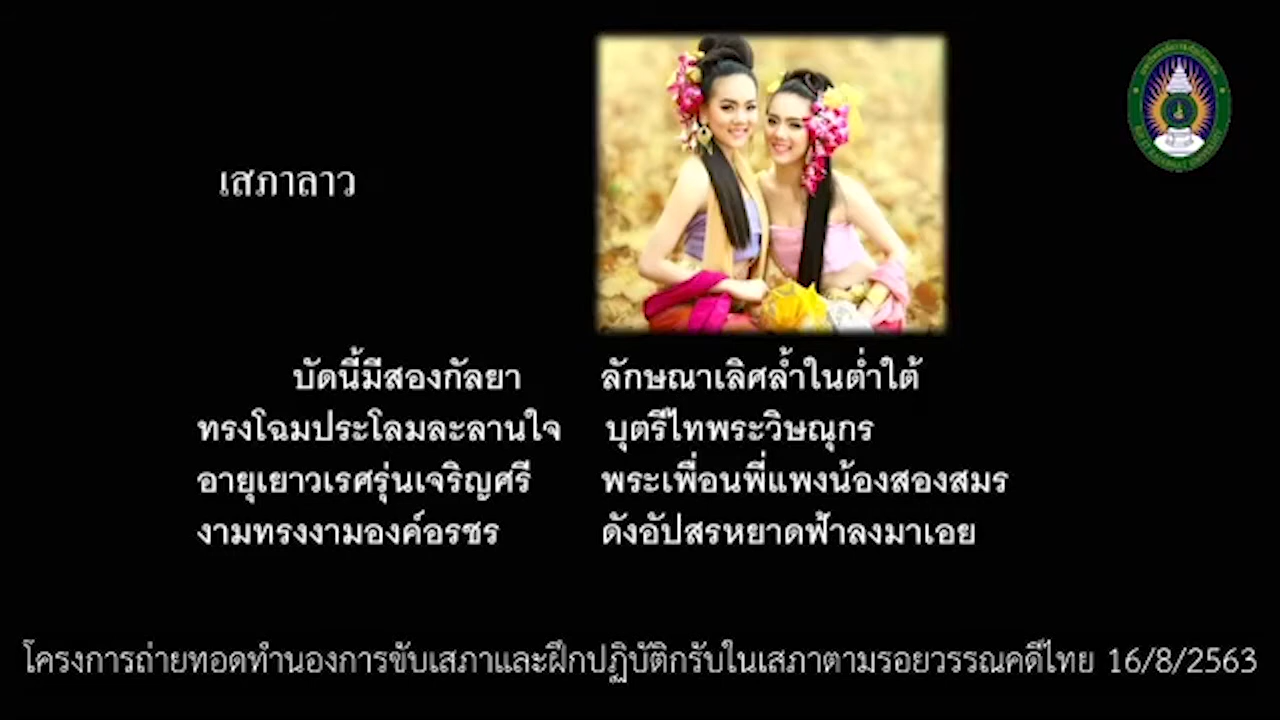 เสภาลาว
บัดนี้มีสองกัลยา ลักษณาเลิศล้ำในต่ำใต้
ทรงโฉมประโลมละลานใจ บุตรีไทพระวิษณุกร
อายุเยาวเรศรุ่นเจริญศรี พระเพื่อนพี่แพงน้องสองสมร
งามทรงงามองค์อรชร ดังอัปสรหยาดฟ้าลงมาเอย
โครงการถ่ายทอดทำนองการขับเสภาและฝึกปฏิบัติกรับในเสภาตามรอยวรรณคดีไทย 16/8/2563